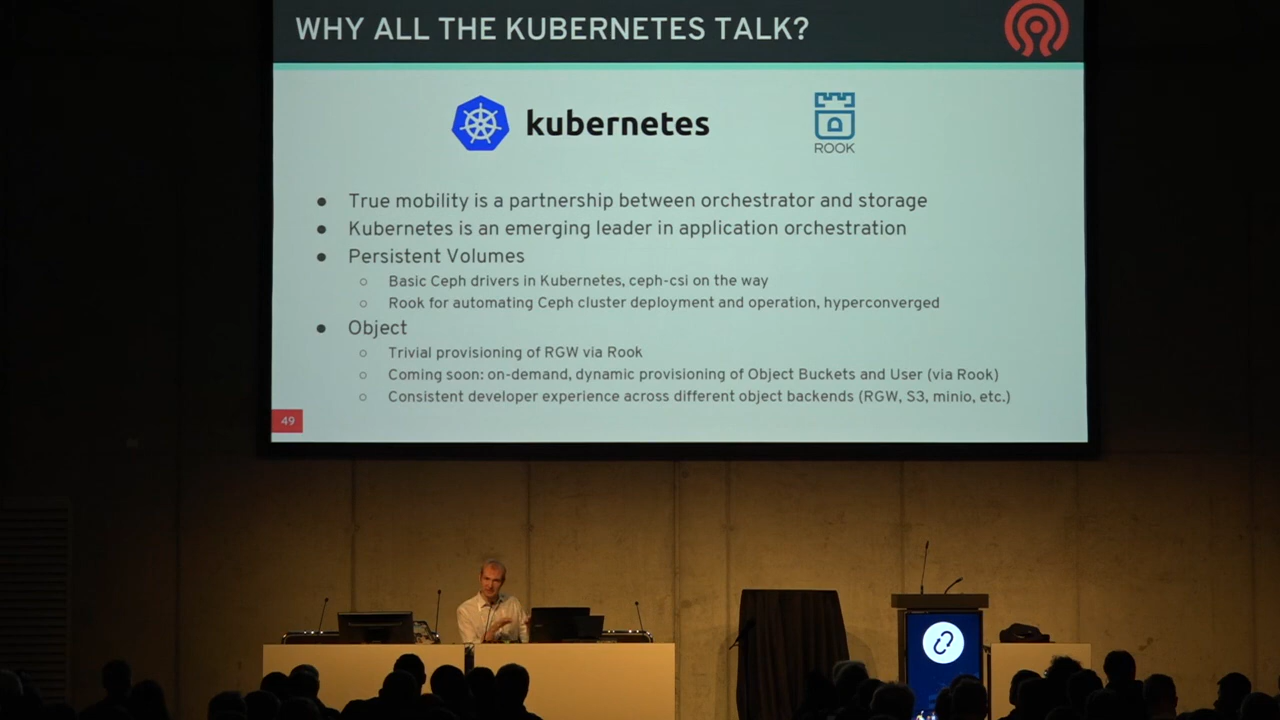 WHY ALL THE KUBERNETES TALK?
kubernetes
ROOK
● True mobility is a partnership between orchestrator and storage
● Kubernetes is an emerging leader in application orchestration
● Persistent Volumes
○ Basic Ceph drivers in Kubernetes, ceph-csi on the way
○ Rook for automating Ceph cluster deployment and operation, hyperconverged
● Object
○ Trivial provisioning of RGW via Rook
○ Coming soon: on-demand, dynamic provisioning of Object Buckets and User (via Rook)
○ Consistent developer experience across different object backends (RGW, S3, minio, etc.)
49